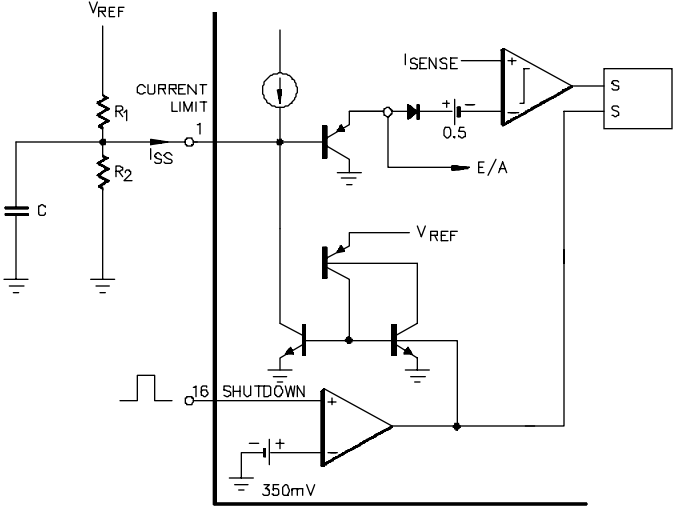 VREF
R1
R2
C
ISS
CURRENT
LIMIT
1
ISENSE
+
−
S
S
+ −
0.5
E/A
VREF
16 SHUTDOWN
+
−
− +
350mV